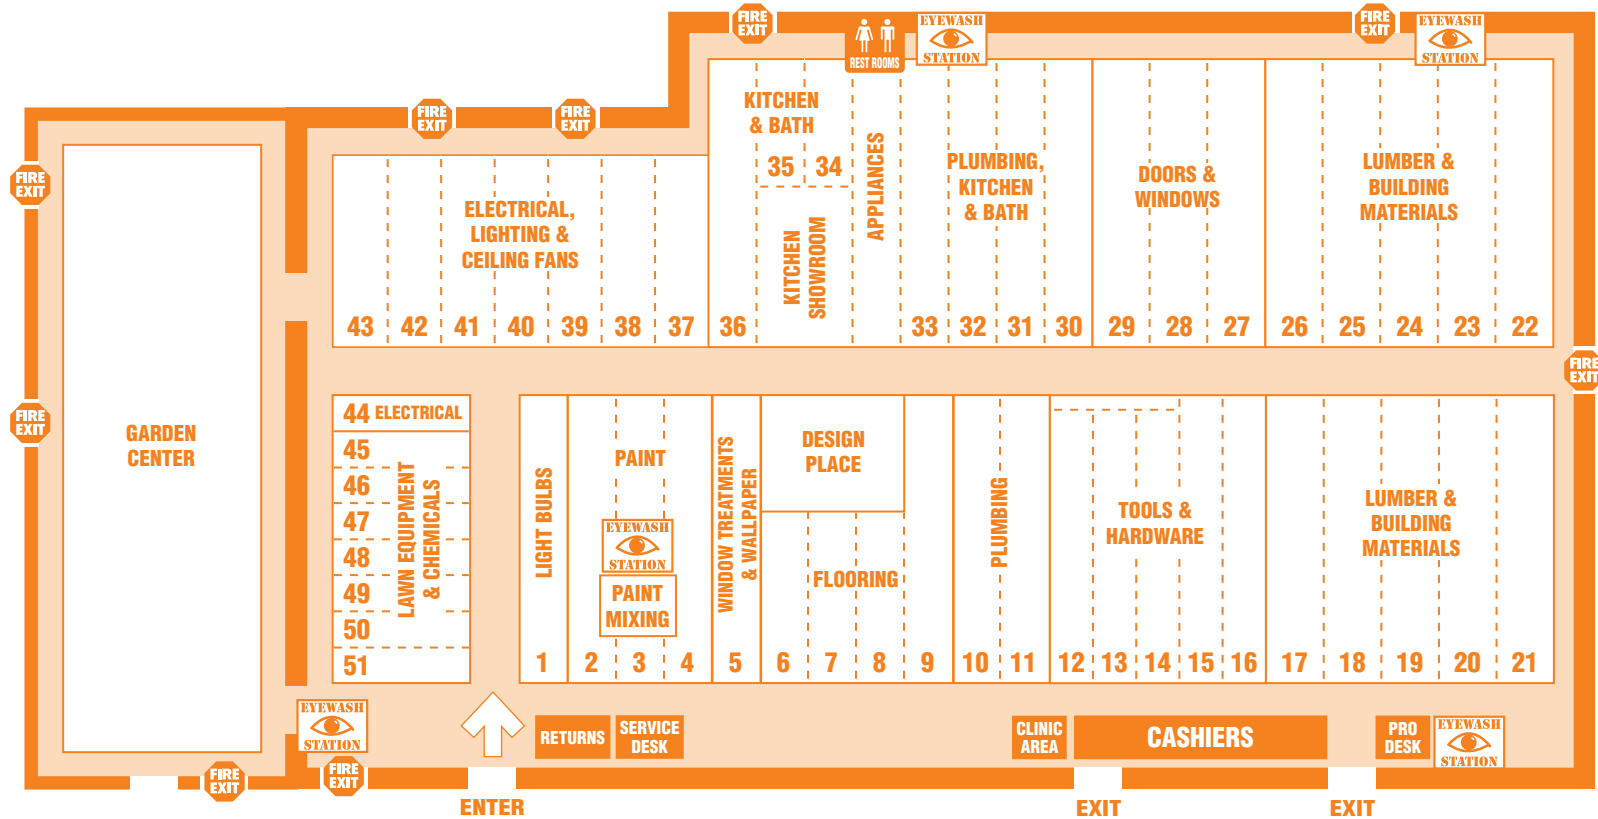 FIRE
EXIT
REST ROOMS
EYEWASH
STATION
FIRE
EXIT
EYEWASH
STATION
FIRE
EXIT
FIRE
EXIT
FIRE
EXIT
FIRE
EXIT
GARDEN
CENTER
ELECTRICAL,
LIGHTING &
CEILING FANS
43 42 41 40 39 38 37
KITCHEN
& BATH
35 34
KITCHEN
SHOWROOM
36
APPLIANCES
PLUMBING,
KITCHEN
& BATH
33 32 31 30
DOORS &
WINDOWS
29 28 27
LUMBER &
BUILDING
MATERIALS
26 25 24 23 22
FIRE
EXIT
44 ELECTRICAL
45
46
47
48
49
50
51
LAWN EQUIPMENT
& CHEMICALS
LIGHT BULBS
1
PAINT
EYEWASH
STATION
PAINT
MIXING
2 3 4
WINDOW TREATMENTS
& WALLPAPER
5
DESIGN
PLACE
FLOORING
6 7 8 9
PLUMBING
10 11
TOOLS &
HARDWARE
12 13 14 15 16
LUMBER &
BUILDING
MATERIALS
17 18 19 20 21
EYEWASH
STATION
RETURNS
SERVICE
DESK
CLINIC
AREA
CASHIERS
PRO
DESK
EYEWASH
STATION
FIRE
EXIT
FIRE
EXIT
ENTER
EXIT
EXIT